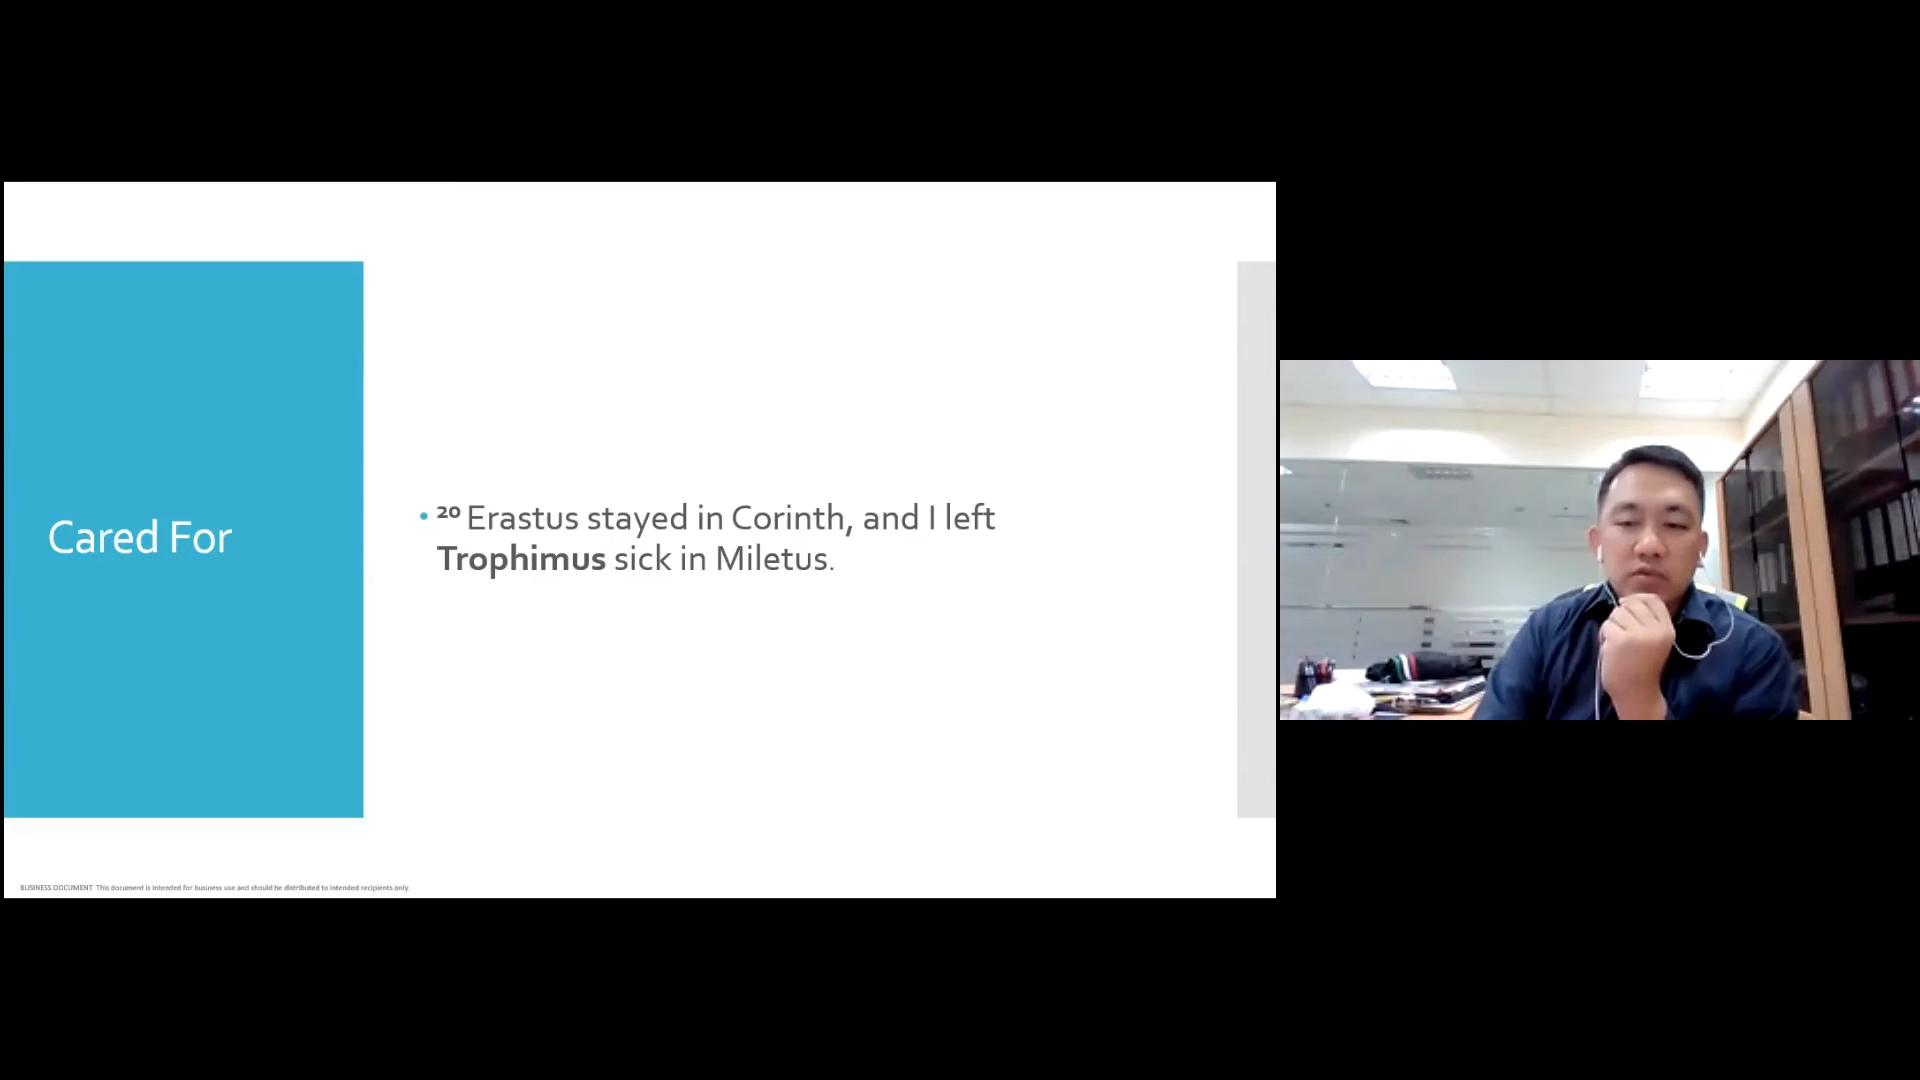 Cared For
• ²⁰ Erastus stayed in Corinth, and I left
Trophimus sick in Miletus.
BUSINESS DOCUMENT This document is intended for business use and should be distributed to intended recipients only.